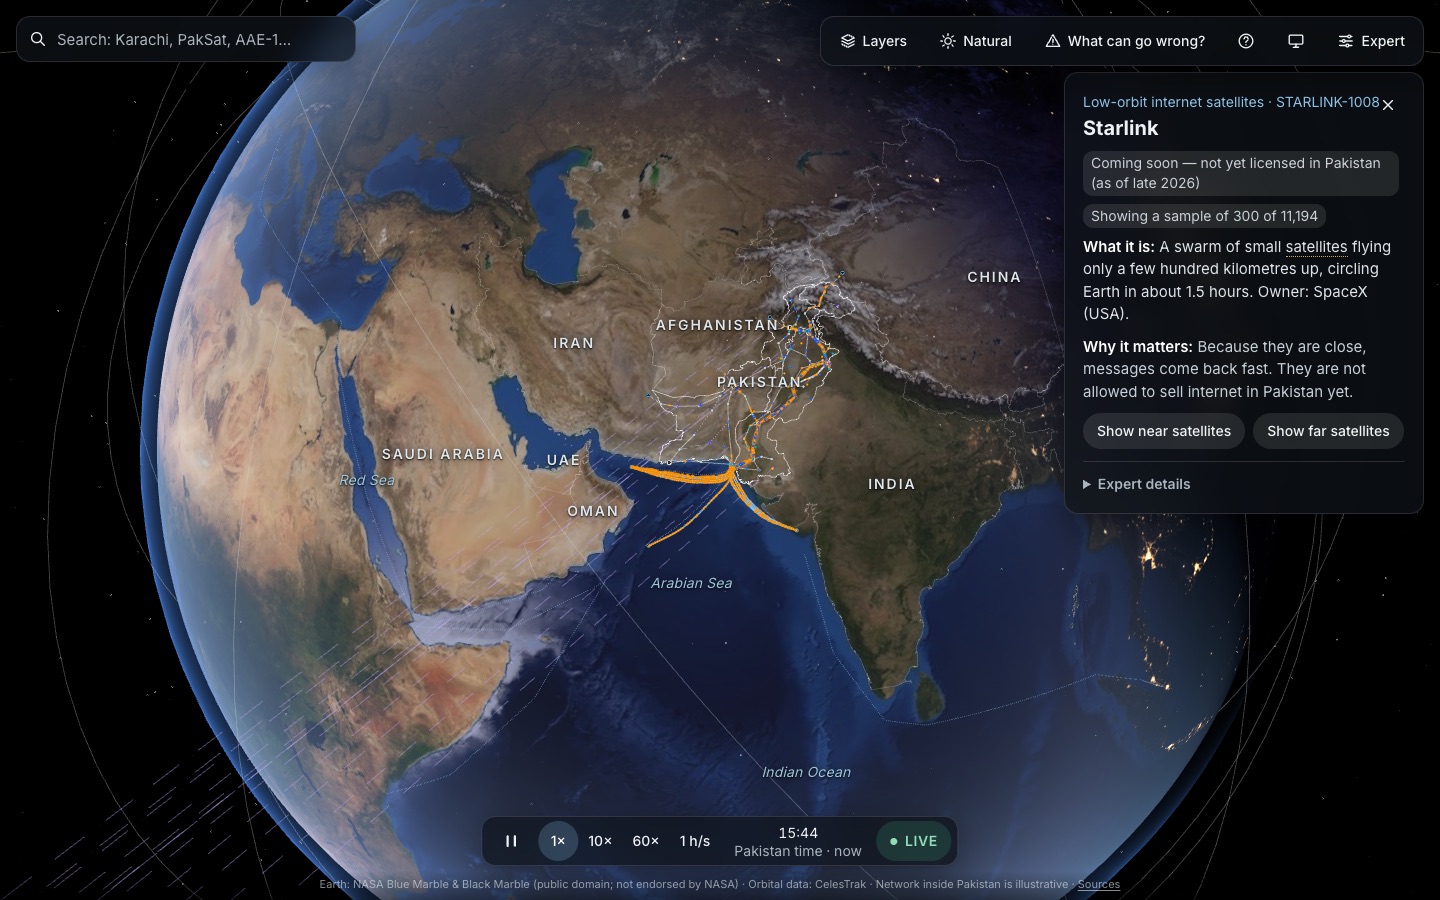 Search: Karachi, PakSat, AAE-1...
Layers
Natural
What can go wrong?
Expert
Low-orbit internet satellites · STARLINK-1008
Starlink
Coming soon — not yet licensed in Pakistan
(as of late 2026)
Showing a sample of 300 of 11,194
What it is: A swarm of small satellites flying
only a few hundred kilometres up, circling
Earth in about 1.5 hours. Owner: SpaceX
(USA).
Why it matters: Because they are close,
messages come back fast. They are not
allowed to sell internet in Pakistan yet.
Show near satellites
Show far satellites
Expert details
CHINA
AFGHANISTAN
IRAN
PAKISTAN
SAUDI ARABIA
UAE
Red Sea
INDIA
OMAN
Arabian Sea
Indian Ocean
1×
10×
60×
1 h/s
15:44
Pakistan time · now
LIVE
Earth: NASA Blue Marble & Black Marble (public domain; not endorsed by NASA) · Orbital data: CelesTrak · Network inside Pakistan is illustrative · Sources